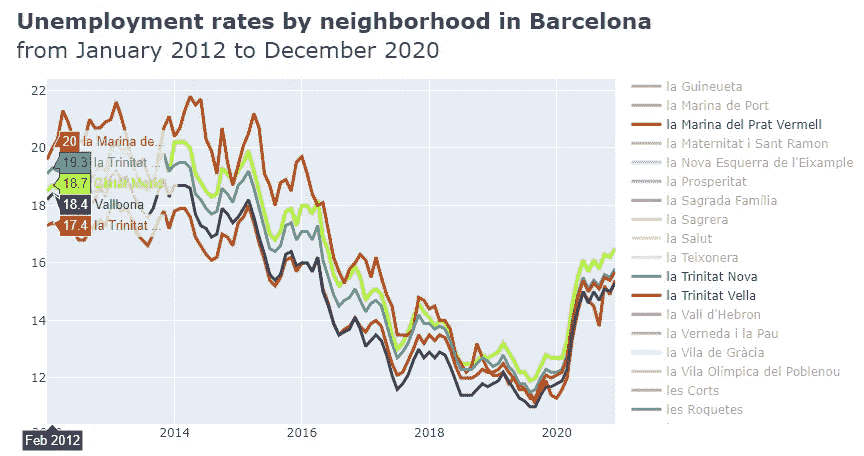 Unemployment rates by neighborhood in Barcelona
from January 2012 to December 2020
22
20
18
16
14
12
20 la Marina de...
19.3 la Trinitat ...
18.7
18.4 Vallbona
17.4 la Trinitat ...
Feb 2012
2014
2016
2018
2020
la Guineueta
la Marina de Port
la Marina del Prat Vermell
la Maternitat i Sant Ramon
la Nova Esquerra de l'Eixample
la Prosperitat
la Sagrada Família
la Sagrera
la Salut
la Teixonera
la Trinitat Nova
la Trinitat Vella
la Vall d'Hebron
la Verneda i la Pau
la Vila de Gràcia
la Vila Olímpica del Poblenou
les Corts
les Roquetes